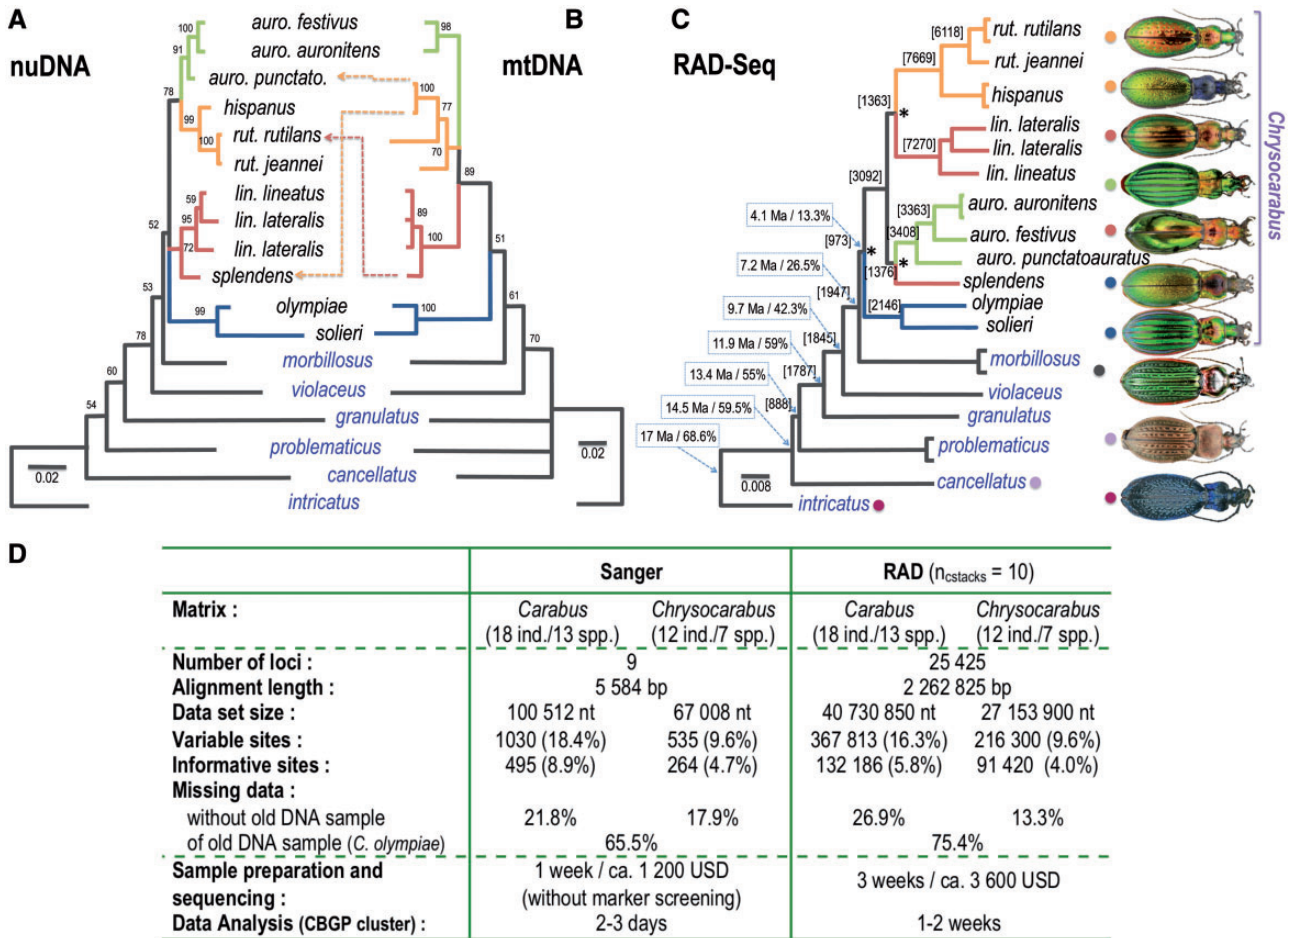 A
B
C
nuDNA
mtDNA
RAD-Seq
auro. festivus
auro. auronitens
auro. punctato.
hispanus
rut. rutilans
rut. jeannei
lin. lineatus
lin. lateralis
lin. lateralis
splendens
olympiae
solieri
morbillosus
violaceus
granulatus
problematicus
cancellatus
intricatus
100
91
78
99
100
59
95
72
52
99
53
78
60
54
0.02
98
100
77
70
89
89
100
51
100
61
70
0.02
rut. rutilans
rut. jeannei
hispanus
lin. lateralis
lin. lateralis
lin. lineatus
auro. auronitens
auro. festivus
auro. punctatoauratus
splendens
olympiae
solieri
morbillosus
violaceus
granulatus
problematicus
cancellatus
intricatus
[6118]
[7669]
[1363]
*
[7270]
[3092]
[3363]
[3408]
[973]
*
*
[1376]
[2146]
[1947]
[1845]
[1787]
[888]
4.1 Ma / 13.3%
7.2 Ma / 26.5%
9.7 Ma / 42.3%
11.9 Ma / 59%
13.4 Ma / 55%
14.5 Ma / 59.5%
17 Ma / 68.6%
0.008
Chrysocarabus
D
Sanger RAD (ncstacks = 10)
Matrix : Carabus Chrysocarabus Carabus Chrysocarabus
(18 ind./13 spp.) (12 ind./7 spp.) (18 ind./13 spp.) (12 ind./7 spp.)
Number of loci : 9 25 425
Alignment length : 5 584 bp 2 262 825 bp
Data set size : 100 512 nt 67 008 nt 40 730 850 nt 27 153 900 nt
Variable sites : 1030 (18.4%) 535 (9.6%) 367 813 (16.3%) 216 300 (9.6%)
Informative sites : 495 (8.9%) 264 (4.7%) 132 186 (5.8%) 91 420 (4.0%)
Missing data :
without old DNA sample 21.8% 17.9% 26.9% 13.3%
of old DNA sample (C. olympiae) 65.5% 75.4%
Sample preparation and 1 week / ca. 1 200 USD 3 weeks / ca. 3 600 USD
sequencing : (without marker screening)
Data Analysis (CBGP cluster) : 2-3 days 1-2 weeks